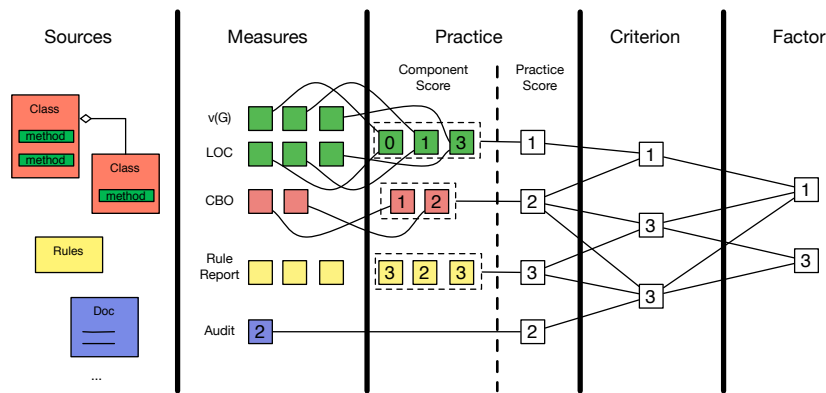 Sources
Measures
Practice
Criterion
Factor
Component
Score
Practice
Score
Class
method
method
Class
method
Rules
Doc
...
v(G)
LOC
CBO
Rule
Report
Audit
2
0 1 3
1 2
3 2 3
1
2
3
2
1
3
3
1
3